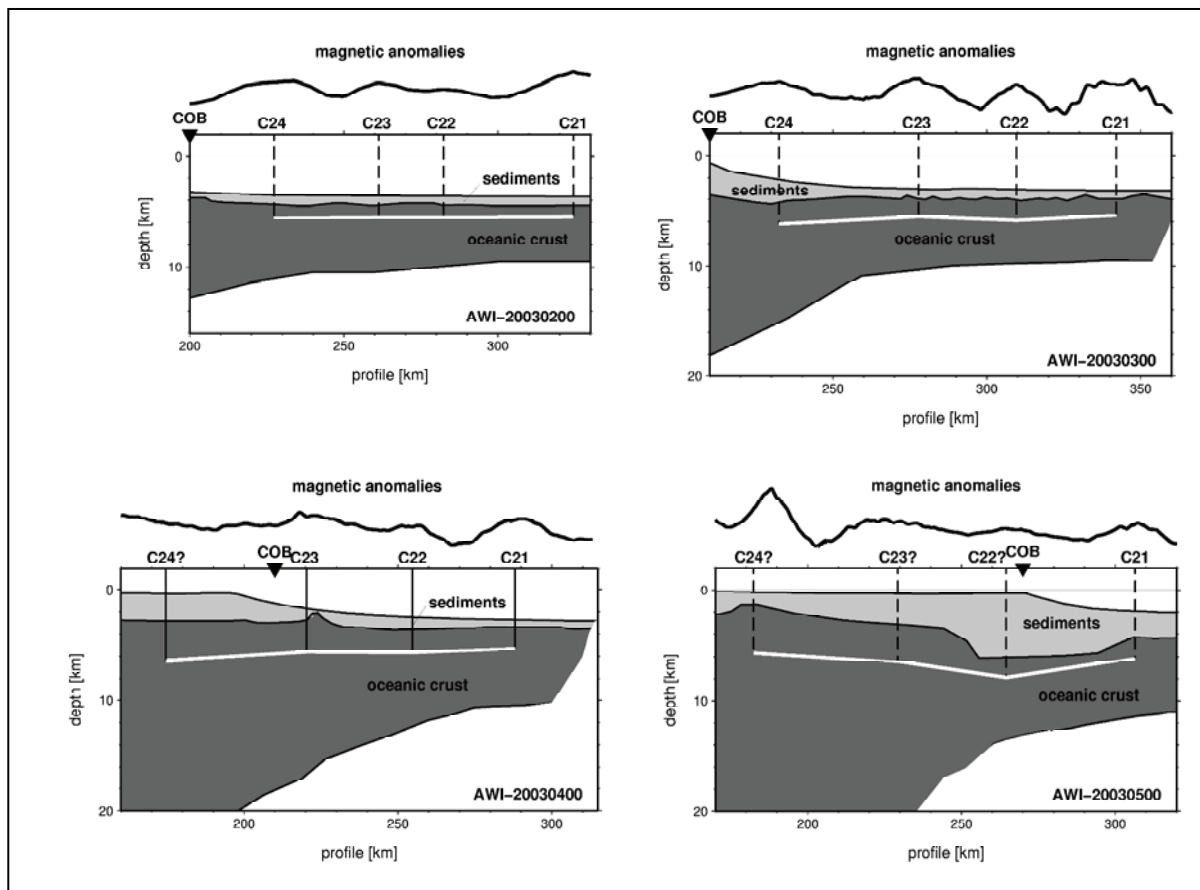 magnetic anomalies
COB
C24 C23 C22 C21
0
sediments
depth [km]
oceanic crust
10
AWI–20030200
200 250 300
profile [km]
magnetic anomalies
COB
C24 C23 C22 C21
0
sediments
depth [km]
oceanic crust
10
AWI–20030300
20
250 300 350
profile [km]
magnetic anomalies
C24? COB C23 C22 C21
0
sediments
depth [km]
oceanic crust
10
AWI–20030400
20
200 250 300
profile [km]
magnetic anomalies
C24? C23? C22? COB C21
0
sediments
depth [km]
oceanic crust
10
AWI–20030500
20
200 250 300
profile [km]